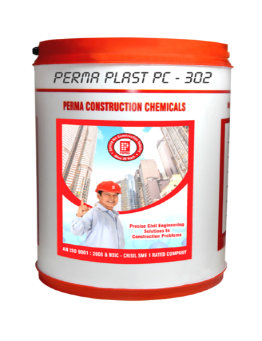 PERMA PLAST PC - 302
PERMA CONSTRUCTION CHEMICALS
Precise Civil Engineering
Solutions to
Construction Problems
AN ISO 9001 : 2008 & NSIC - CRISIL SME 1 RATED COMPANY